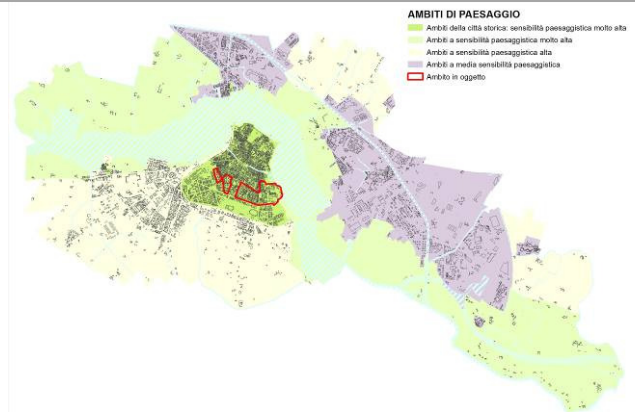 AMBITI DI PAESAGGIO
Ambiti della città storica: sensibilità paesaggistica molto alta
Ambiti a sensibilità paesaggistica molto alta
Ambiti a sensibilità paesaggistica alta
Ambiti a media sensibilità paesaggistica
Ambito in oggetto